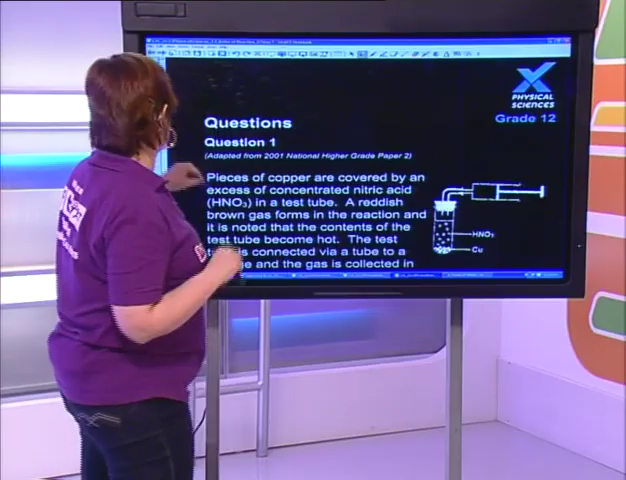 X
PHYSICAL
SCIENCES
Grade 12
Questions
Question 1
(Adapted from 2001 National Higher Grade Paper 2)
Pieces of copper are covered by an
excess of concentrated nitric acid
(HNO₃) in a test tube. A reddish
brown gas forms in the reaction and
it is noted that the contents of the
test tube become hot. The test
is connected via a tube to a
and the gas is collected in
HNO₃
Cu